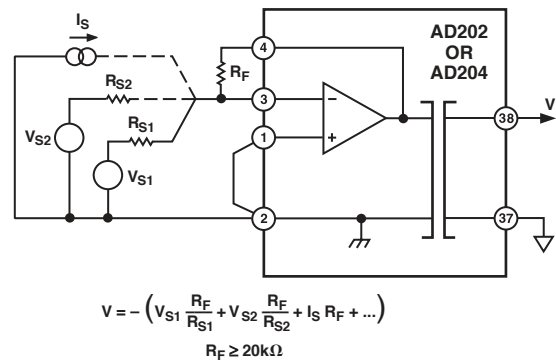 I_S
AD202
OR
AD204
4
R_F
R_S2
3
38
V
R_S1
1
V_S2
V_S1
2
37
V = – (V_S1 R_F/R_S1 + V_S2 R_F/R_S2 + I_S R_F + ...)
R_F ≥ 20kΩ